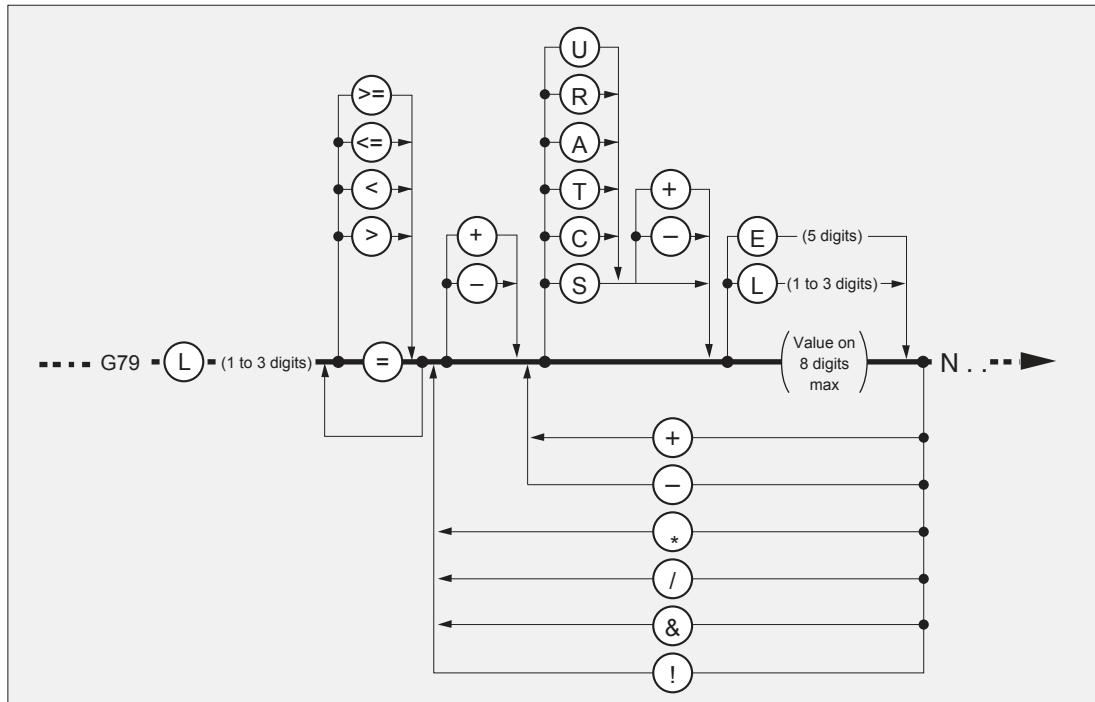 U
R
A
T
C
S
>=
<=
<
>
+
−
+
−
E (5 digits)
L (1 to 3 digits)
G79 L (1 to 3 digits) = (Value on 8 digits max) N . .
+
−
*
/
&
!